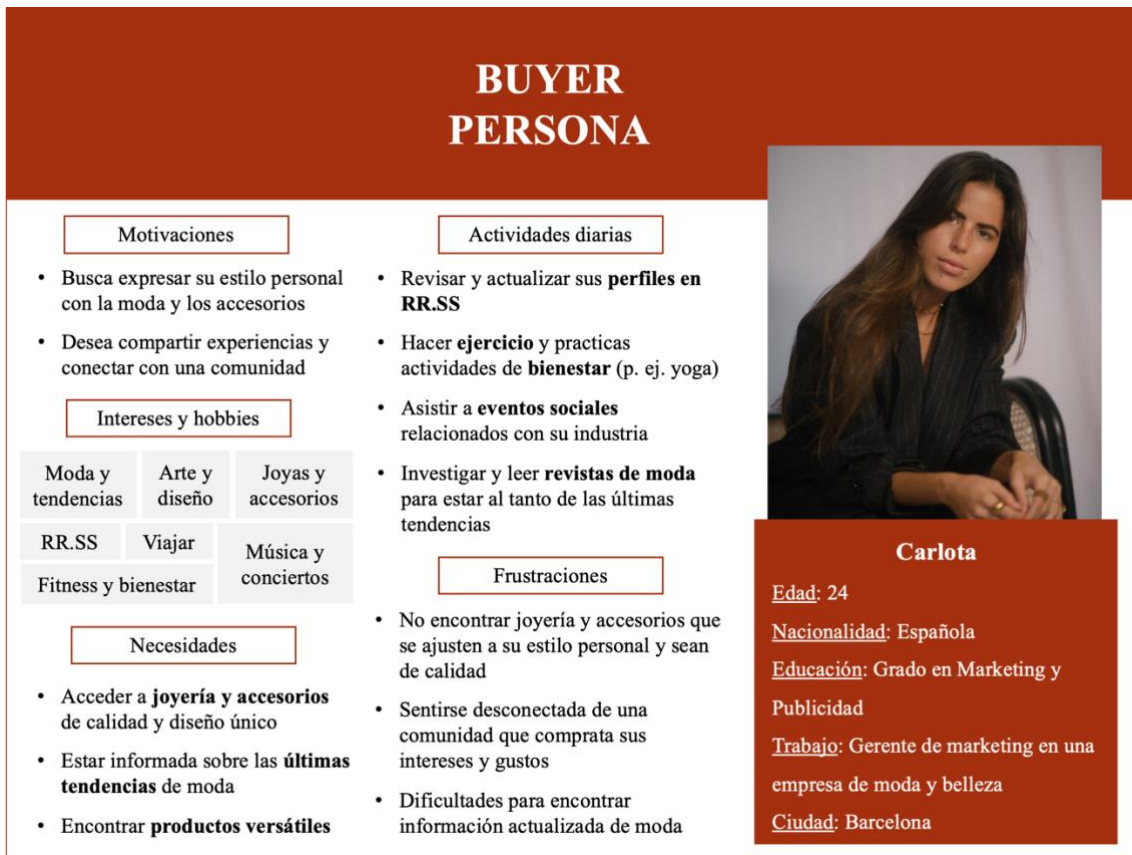 BUYER
PERSONA
Motivaciones
• Busca expresar su estilo personal
con la moda y los accesorios
• Desea compartir experiencias y
conectar con una comunidad
Intereses y hobbies
Moda y
tendencias
Arte y
diseño
Joyas y
accesorios
RR.SS
Viajar
Música y
conciertos
Fitness y bienestar
Necesidades
• Acceder a joyería y accesorios
de calidad y diseño único
• Estar informada sobre las últimas
tendencias de moda
• Encontrar productos versátiles
Actividades diarias
• Revisar y actualizar sus perfiles en
RR.SS
• Hacer ejercicio y practicas
actividades de bienestar (p. ej. yoga)
• Asistir a eventos sociales
relacionados con su industria
• Investigar y leer revistas de moda
para estar al tanto de las últimas
tendencias
Frustraciones
• No encontrar joyería y accesorios que
se ajusten a su estilo personal y sean
de calidad
• Sentirse desconectada de una
comunidad que comprata sus
intereses y gustos
• Dificultades para encontrar
información actualizada de moda
Carlota
Edad: 24
Nacionalidad: Española
Educación: Grado en Marketing y
Publicidad
Trabajo: Gerente de marketing en una
empresa de moda y belleza
Ciudad: Barcelona